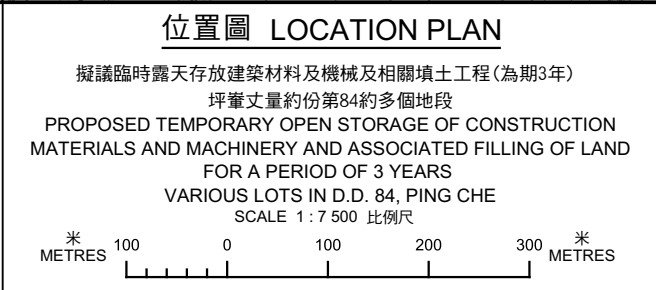 位置圖 LOCATION PLAN
擬議臨時露天存放建築材料及機械及相關填土工程(為期3年)
坪輋丈量約份第84約多個地段
PROPOSED TEMPORARY OPEN STORAGE OF CONSTRUCTION
MATERIALS AND MACHINERY AND ASSOCIATED FILLING OF LAND
FOR A PERIOD OF 3 YEARS
VARIOUS LOTS IN D.D. 84, PING CHE
SCALE 1 : 7 500 比例尺
米 METRES 100 0 100 200 300 米 METRES